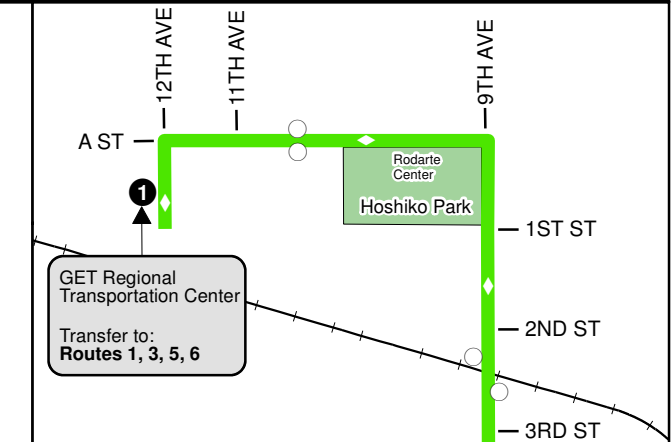 12TH AVE
11TH AVE
9TH AVE
A ST
Rodarte
Center
Hoshiko Park
1
1ST ST
GET Regional
Transportation Center
Transfer to:
Routes 1, 3, 5, 6
2ND ST
3RD ST